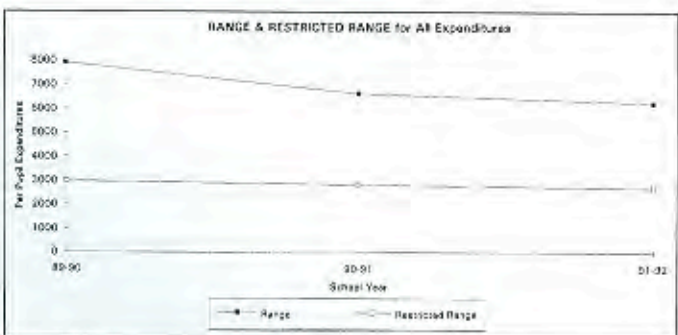 RANGE & RESTRICTED RANGE for All Expenditures
8000
7000
6000
5000
4000
3000
2000
1000
0
Per Pupil Expenditures
89-90
90-91
91-92
School Year
Range
Restricted Range